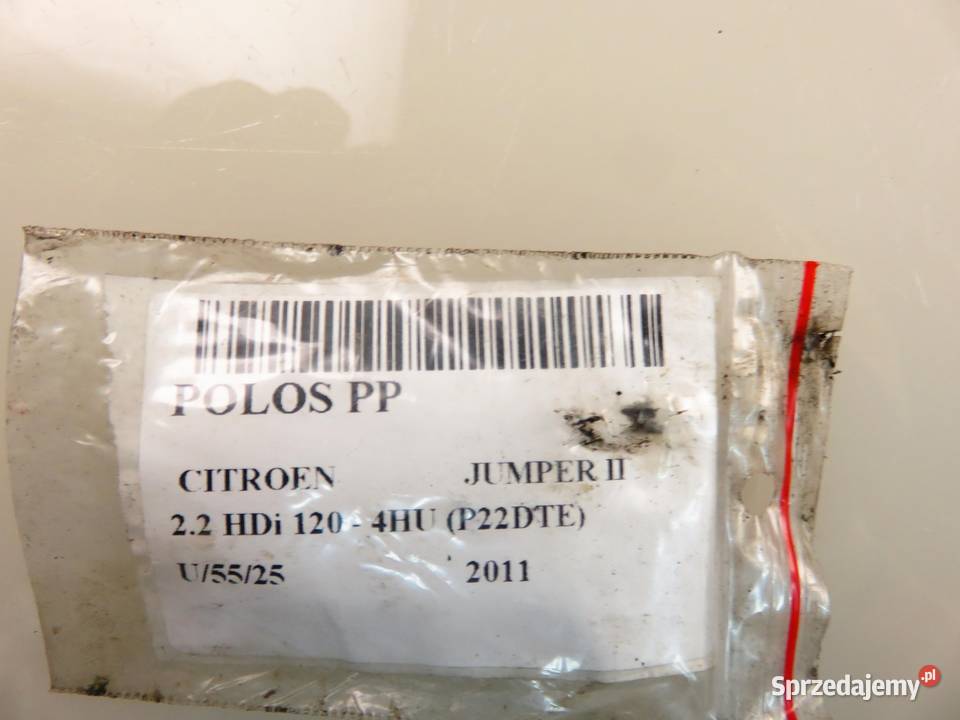 POLOS PP
CITROEN JUMPER II
2.2 HDi 120 - 4HU (P22DTE)
U/55/25 2011
Sprzedajemy.pl